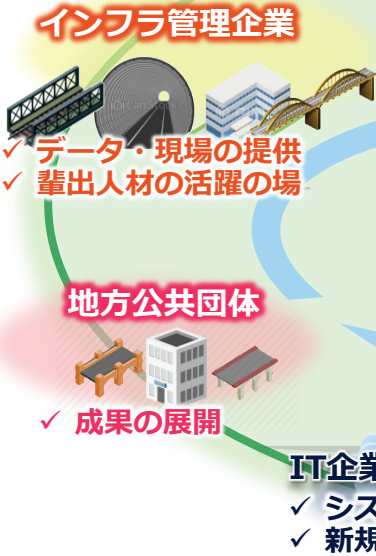 インフラ管理企業
✓ データ・現場の提供
✓ 輩出人材の活躍の場
地方公共団体
✓ 成果の展開
IT企業
✓ シス
✓ 新規